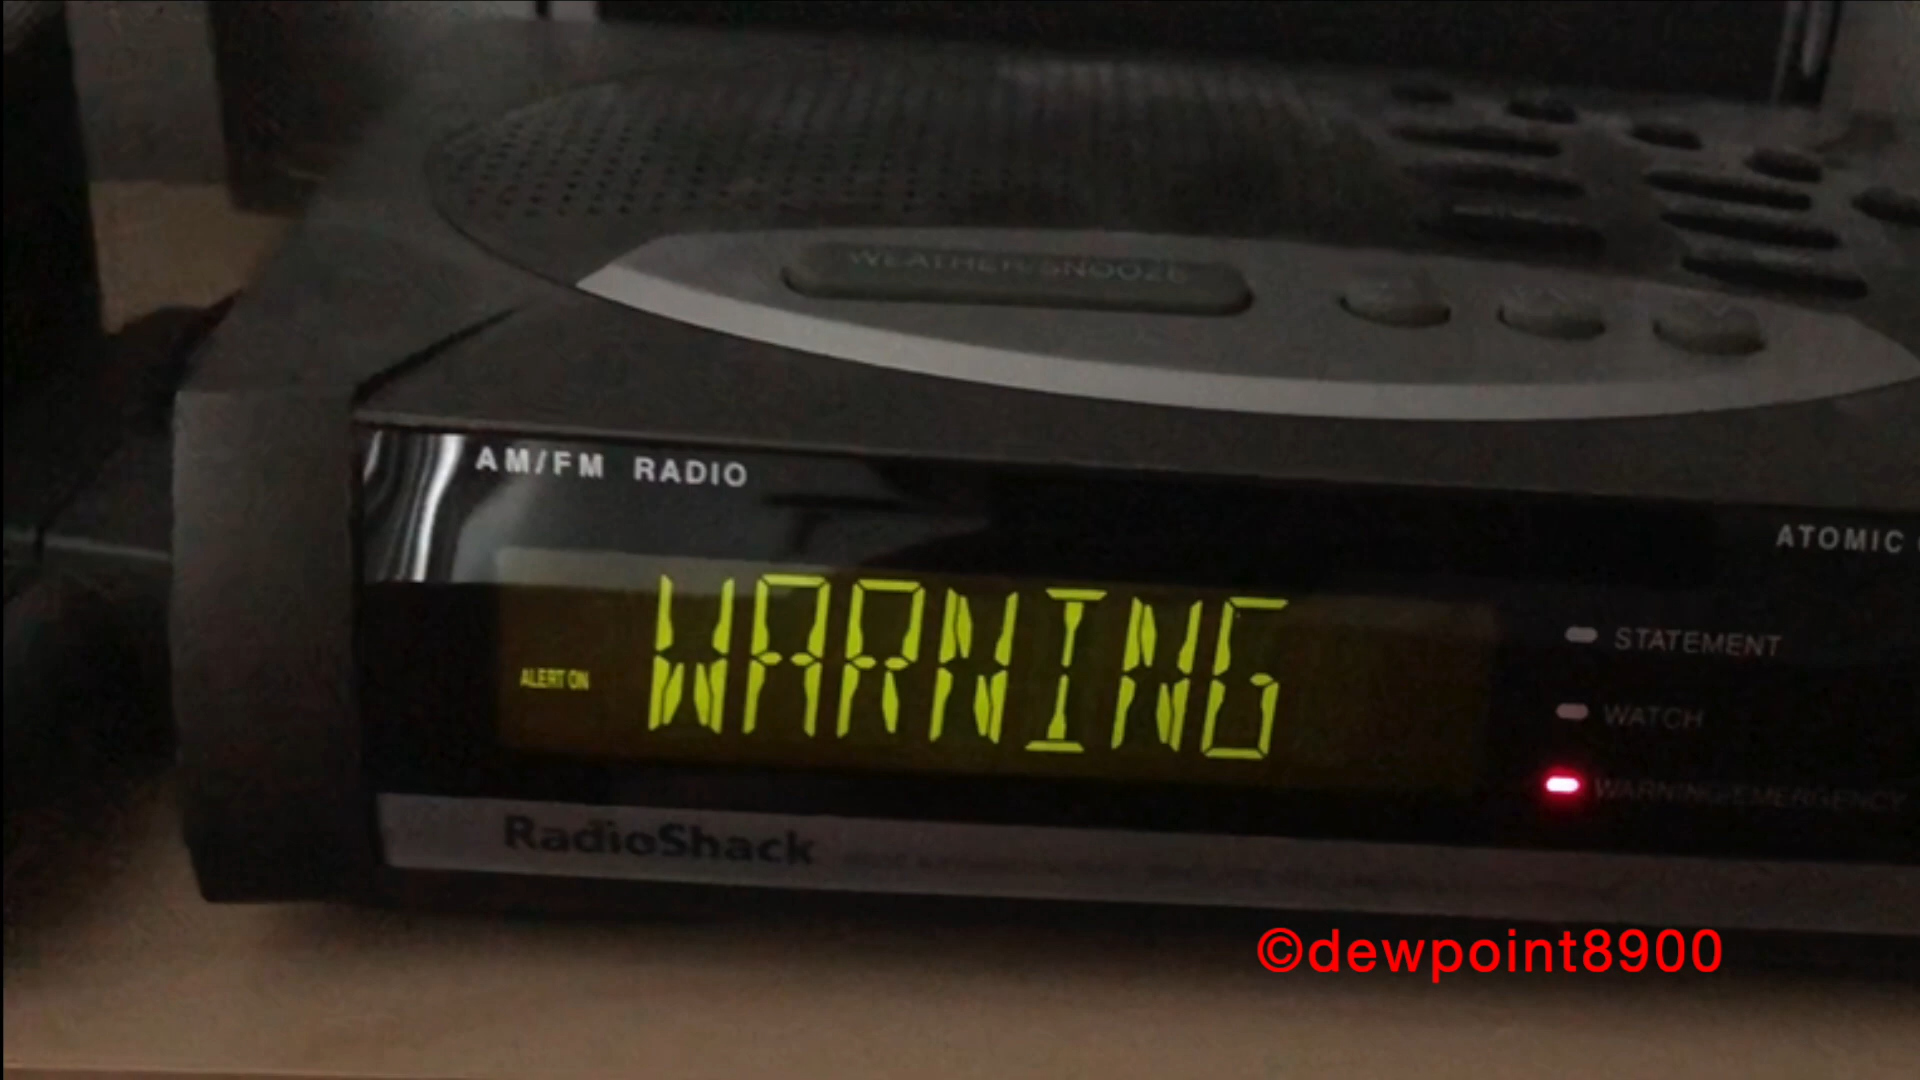 WEATHER/SNOOZE
AM/FM RADIO
ATOMIC
WARNING
ALERT ON
STATEMENT
WATCH
WARNING/EMERGENCY
RadioShack
©dewpoint8900